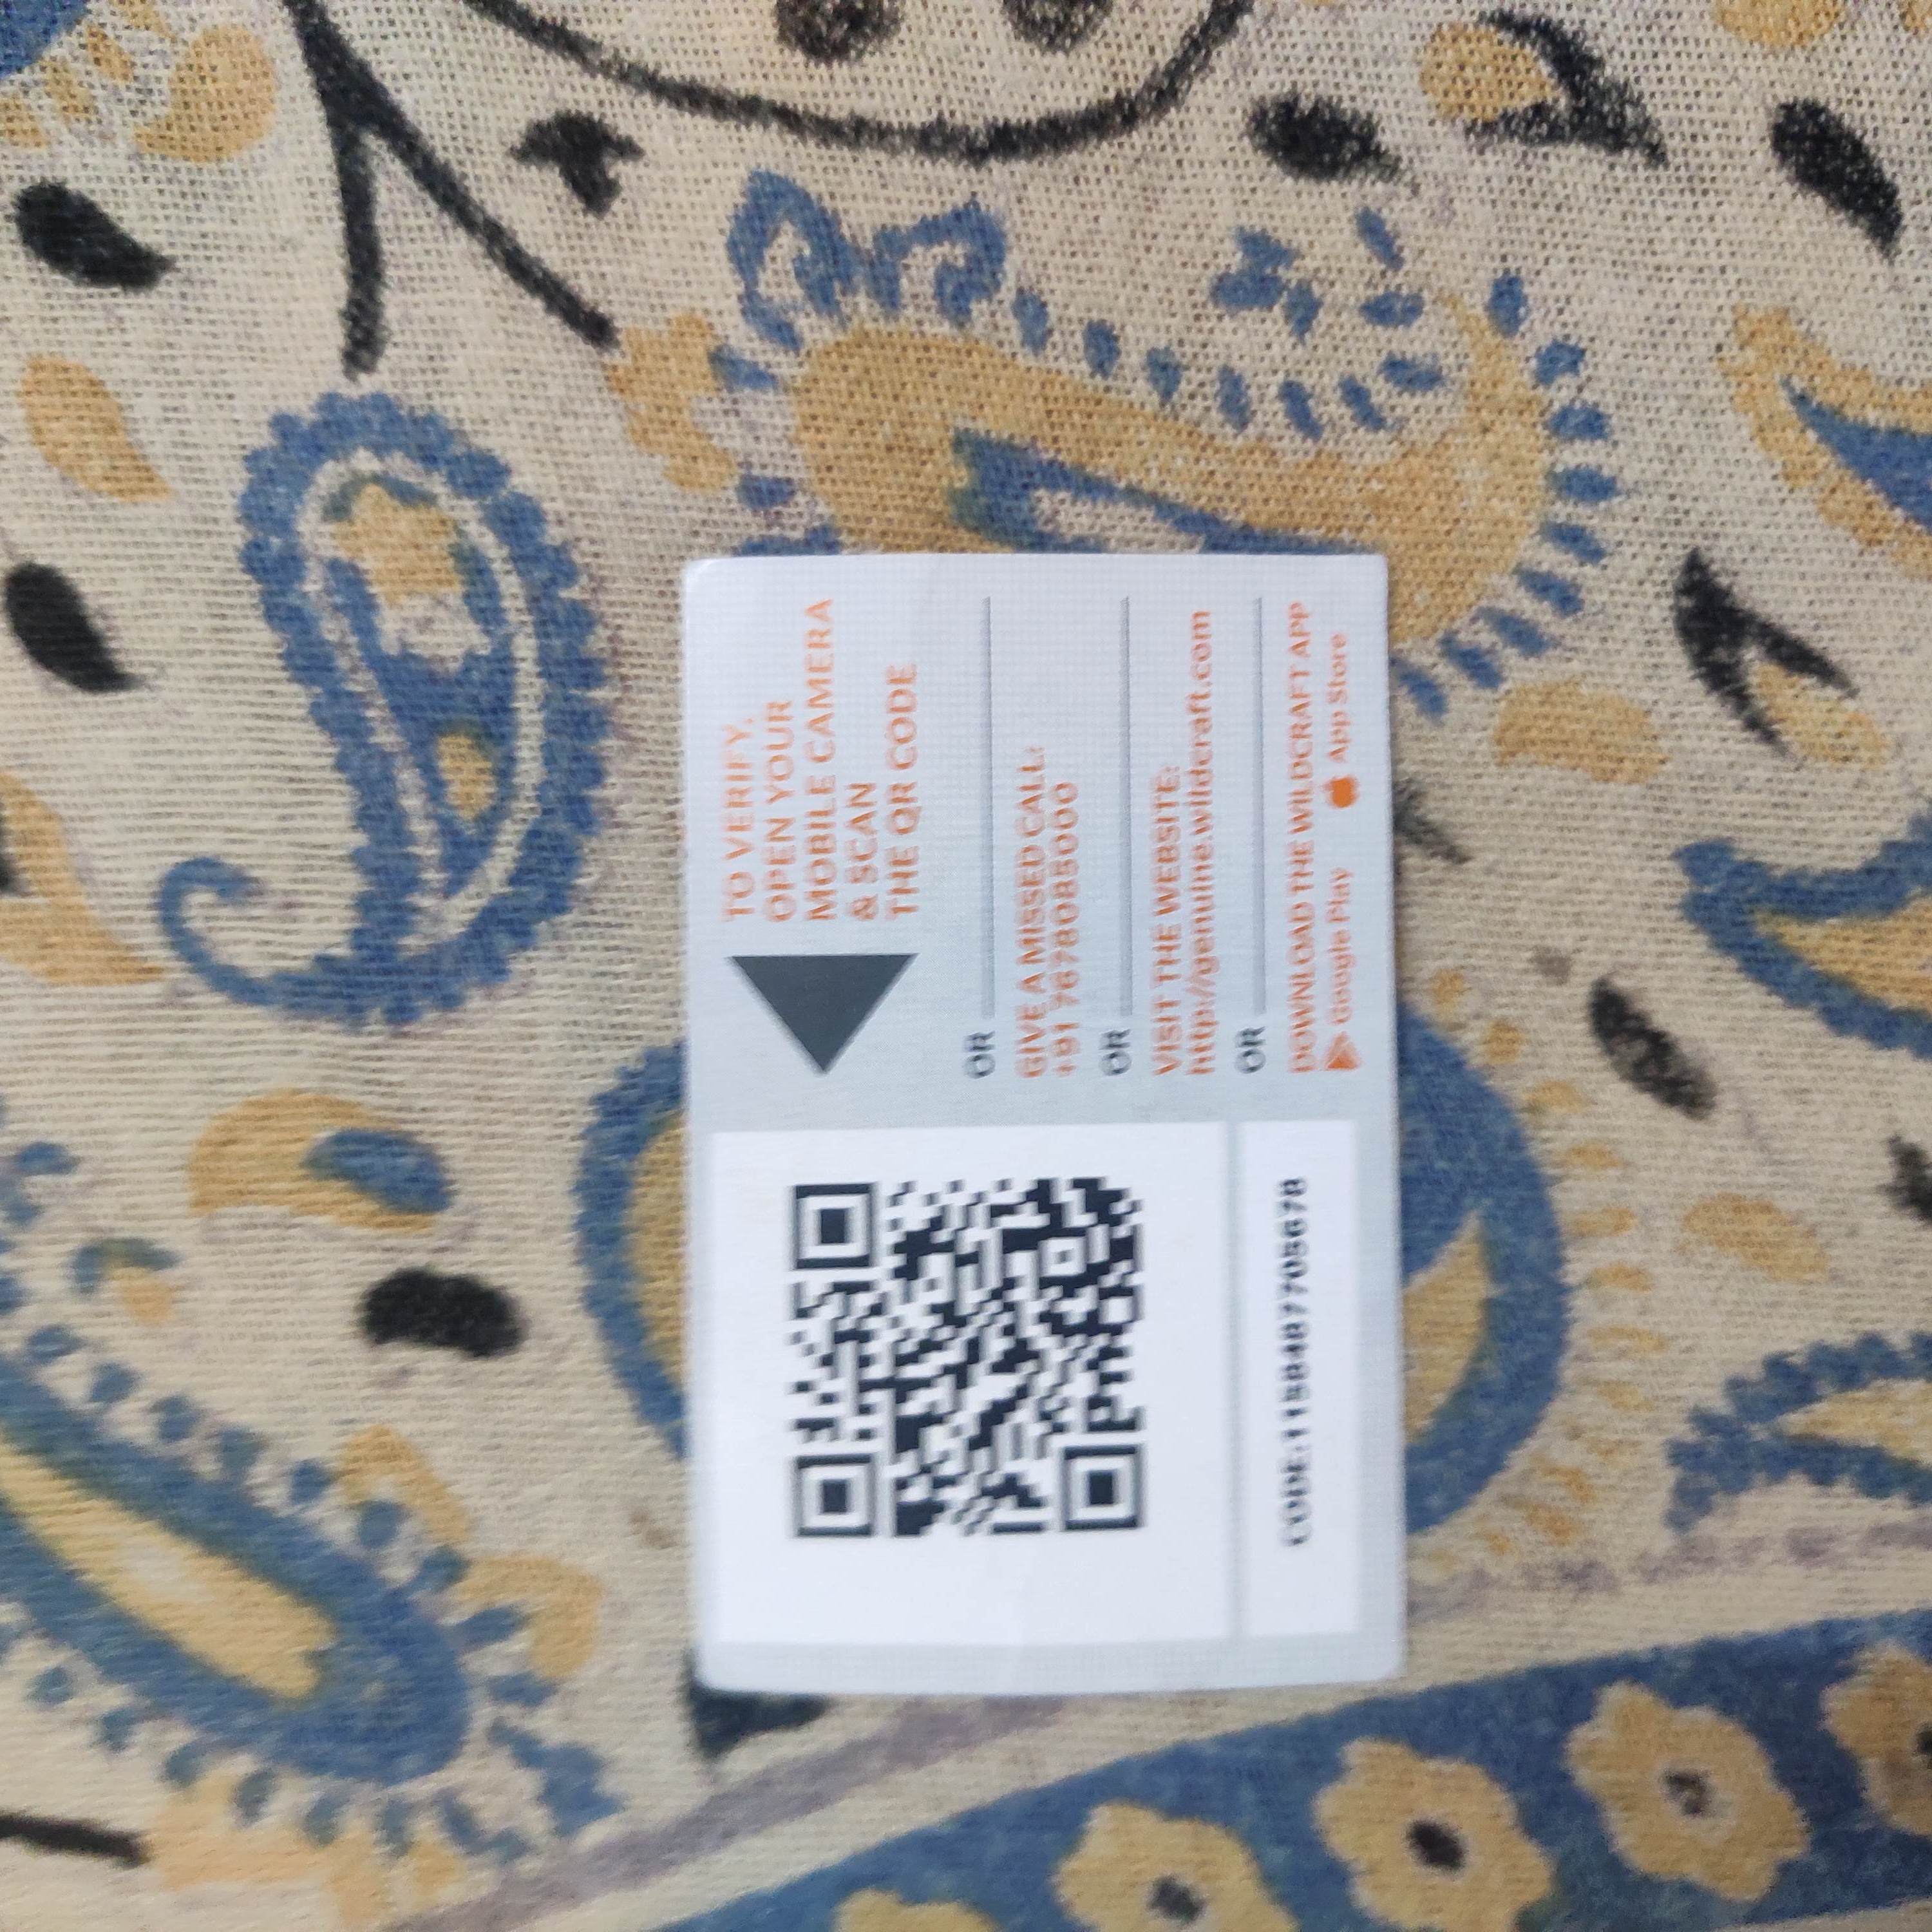 TO VERIFY,
OPEN YOUR
MOBILE CAMERA
& SCAN
THE QR CODE
OR
GIVE A MISSED CALL:
+91 7678085000
OR
VISIT THE WEBSITE:
http://genuine.wildcraft.com
OR
DOWNLOAD THE WILDCRAFT APP
Google Play App Store
CODE:1158487705678